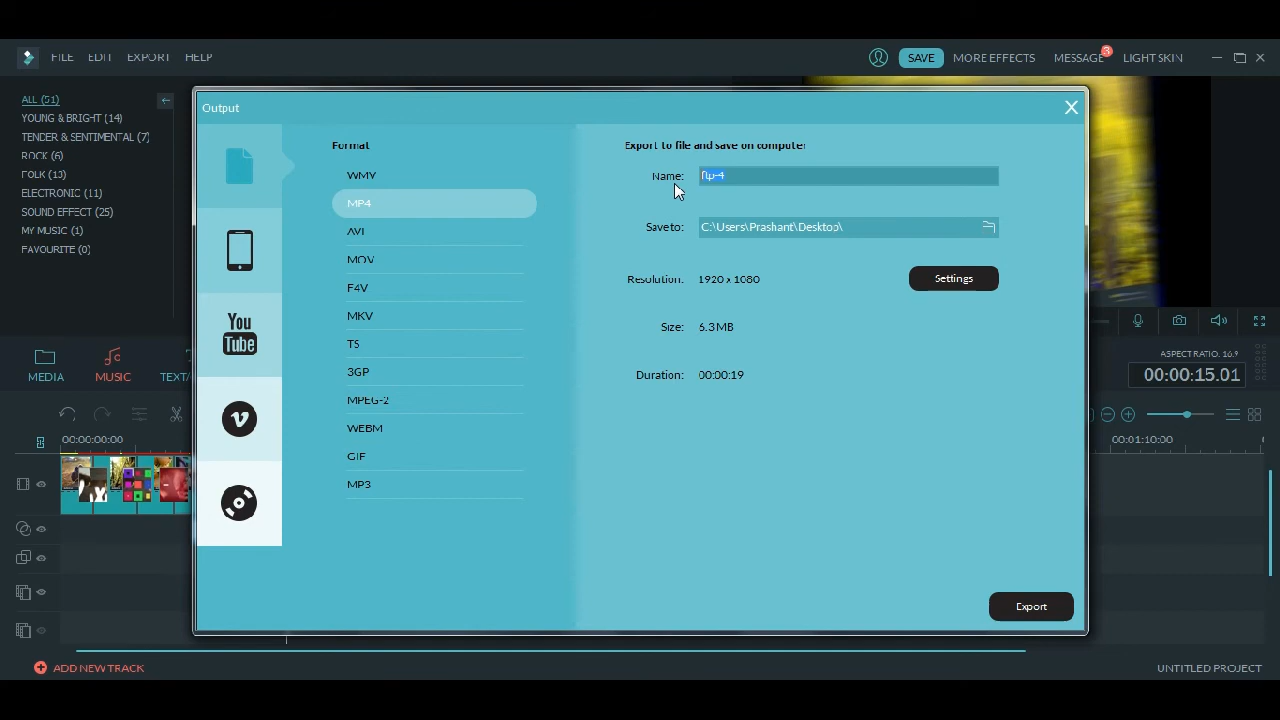 FILE EDIT EXPORT HELP
SAVE MORE EFFECTS MESSAGE 3 LIGHT SKIN
ALL (51)
YOUNG & BRIGHT (14)
TENDER & SENTIMENTAL (7)
ROCK (6)
FOLK (13)
ELECTRONIC (11)
SOUND EFFECT (25)
MY MUSIC (1)
FAVOURITE (0)
MEDIA MUSIC TEXT/
Output
You
Tube
Format
WMV
MP4
AVI
MOV
F4V
MKV
TS
3GP
MPEG-2
WEBM
GIF
MP3
Export to file and save on computer
Name:
Save to: C:\Users\Prashant\Desktop\
Resolution: 1920 x 1080 Settings
Size: 6.3 MB
Duration: 00:00:19
Export
ASPECT RATIO: 16:9
00:00:15.01
00:00:00:00
00:01:10:00
ADD NEW TRACK
UNTITLED PROJECT